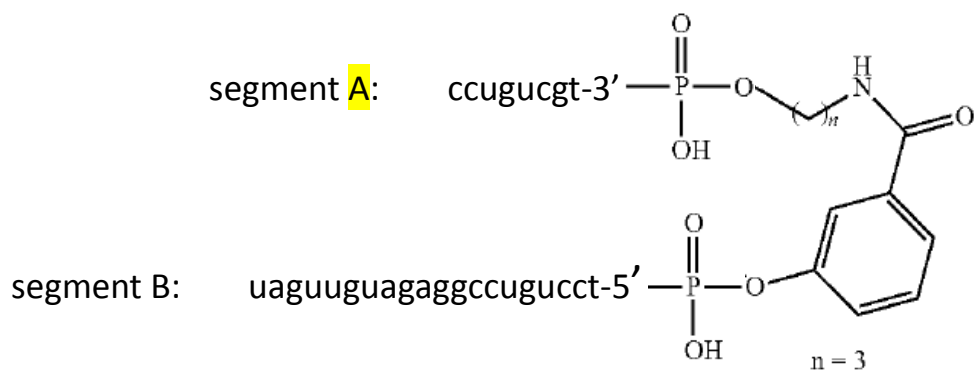 O
H
segment A: ccugucgt-3’ P O ( )n N O
OH
O
segment B: uaguuguagaggccugucct-5’ P O
OH
n = 3